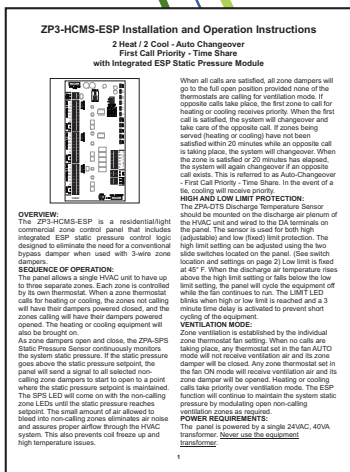 ZP3-HCMS-ESP Installation and Operation Instructions
2 Heat / 2 Cool - Auto Changeover
First Call Priority - Time Share
with Integrated ESP Static Pressure Module
OVERVIEW:
The ZP3-HCMS-ESP is a residential/light
commercial zone control panel that includes
integrated ESP static pressure control logic
designed to eliminate the need for a conventional
bypass damper when used with 3-wire zone
dampers.
SEQUENCE OF OPERATION:
The panel allows a single HVAC unit to have up
to three separate zones. Each zone is controlled
by its own thermostat. When a zone thermostat
calls for heating or cooling, the zones not calling
will have their dampers powered closed, and the
zones calling will have their dampers powered
opened. The heating or cooling equipment will
also be brought on.
As zone dampers open and close, the ZPA-SPS
Static Pressure Sensor continuously monitors
the system static pressure. If the static pressure
goes above the static pressure setpoint, the
panel will send a signal to all selected non-
calling zone dampers to start to open to a point
where the static pressure setpoint is maintained.
The SPS LED will come on with the non-calling
zone LEDs until the static pressure reaches
setpoint. The small amount of air allowed to
bleed into non-calling zones eliminates air noise
and assures proper airflow through the HVAC
system. This also prevents coil freeze up and
high temperature issues.
When all calls are satisfied, all zone dampers will
go to the full open position provided none of the
thermostats are calling for ventilation mode. If
opposite calls take place, the first zone to call for
heating or cooling receives priority. When the first
call is satisfied, the system will changeover and
take care of the opposite call. If zones being
served (heating or cooling) have not been
satisfied within 20 minutes while an opposite call
is taking place, the system will changeover. When
the zone is satisfied or 20 minutes has elapsed,
the system will again changeover if an opposite
call exists. This is referred to as Auto-Changeover
- First Call Priority - Time Share. In the event of a
tie, cooling will receive priority.
HIGH AND LOW LIMIT PROTECTION:
The ZPA-DTS Discharge Temperature Sensor
should be mounted on the discharge air plenum of
the HVAC unit and wired to the DA terminals on
the panel. The sensor is used for both high
(adjustable) and low (fixed) limit protection. The
high limit setting can be adjusted using the two
slide switches located on the panel. (See switch
location and settings on page 2) Low limit is fixed
at 45° F. When the discharge air temperature rises
above the high limit setting or falls below the low
limit setting, the panel will cycle the equipment off
while the fan continues to run. The LIMIT LED
blinks when high or low limit is reached and a 3
minute time delay is activated to prevent short
cycling of the equipment.
VENTILATION MODE:
Zone ventilation is established by the individual
zone thermostat fan setting. When no calls are
taking place, any thermostat set in the fan AUTO
mode will not receive ventilation air and its zone
damper will be closed. Any zone thermostat set in
the fan ON mode will receive ventilation air and its
zone damper will be opened. Heating or cooling
calls take priority over ventilation mode. The ESP
function will continue to maintain the system static
pressure by modulating open non-calling
ventilation zones as required.
POWER REQUIREMENTS:
The panel is powered by a single 24VAC, 40VA
transformer. Never use the equipment
transformer.
1